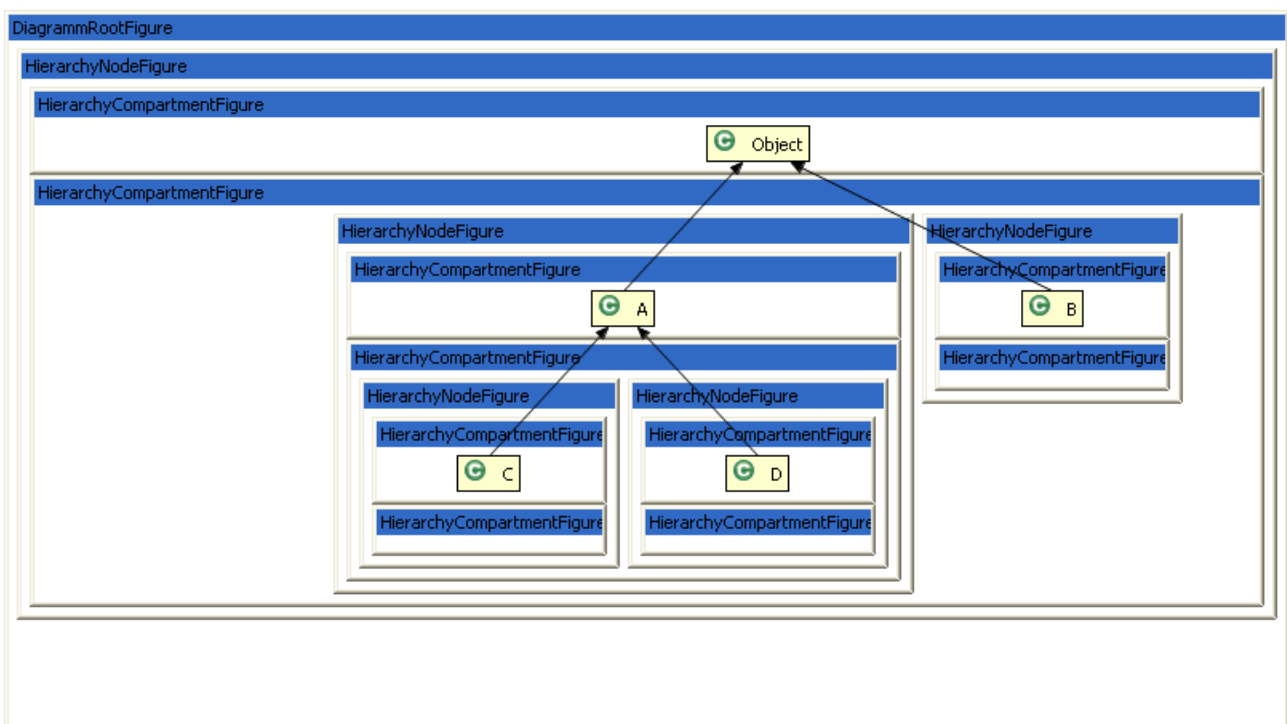 DiagrammRootFigure
HierarchyNodeFigure
HierarchyCompartmentFigure
C Object
HierarchyCompartmentFigure
HierarchyNodeFigure
HierarchyNodeFigure
HierarchyCompartmentFigure
HierarchyCompartmentFigure
C A
C B
HierarchyCompartmentFigure
HierarchyCompartmentFigure
HierarchyNodeFigure
HierarchyNodeFigure
HierarchyCompartmentFigure
HierarchyCompartmentFigure
C C
C D
HierarchyCompartmentFigure
HierarchyCompartmentFigure